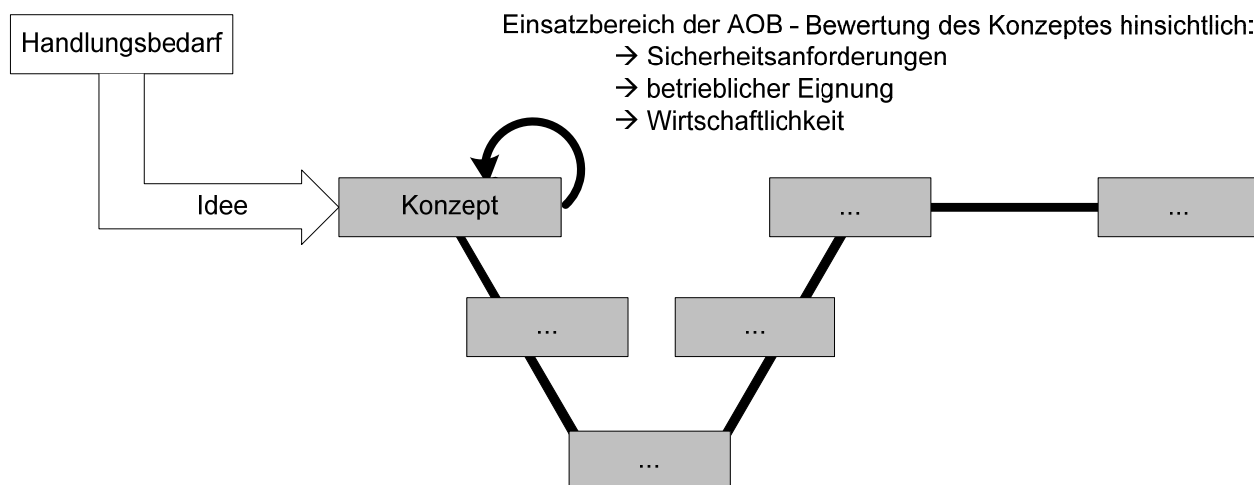 Einsatzbereich der AOB - Bewertung des Konzeptes hinsichtlich:
→ Sicherheitsanforderungen
→ betrieblicher Eignung
→ Wirtschaftlichkeit
Handlungsbedarf
Idee
Konzept
...
...
...
...
...